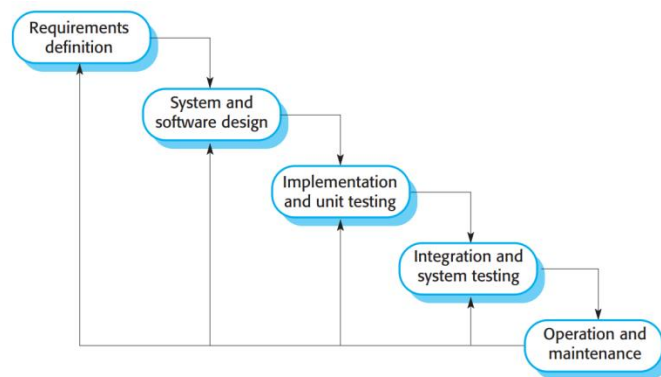 Requirements
definition
System and
software design
Implementation
and unit testing
Integration and
system testing
Operation and
maintenance